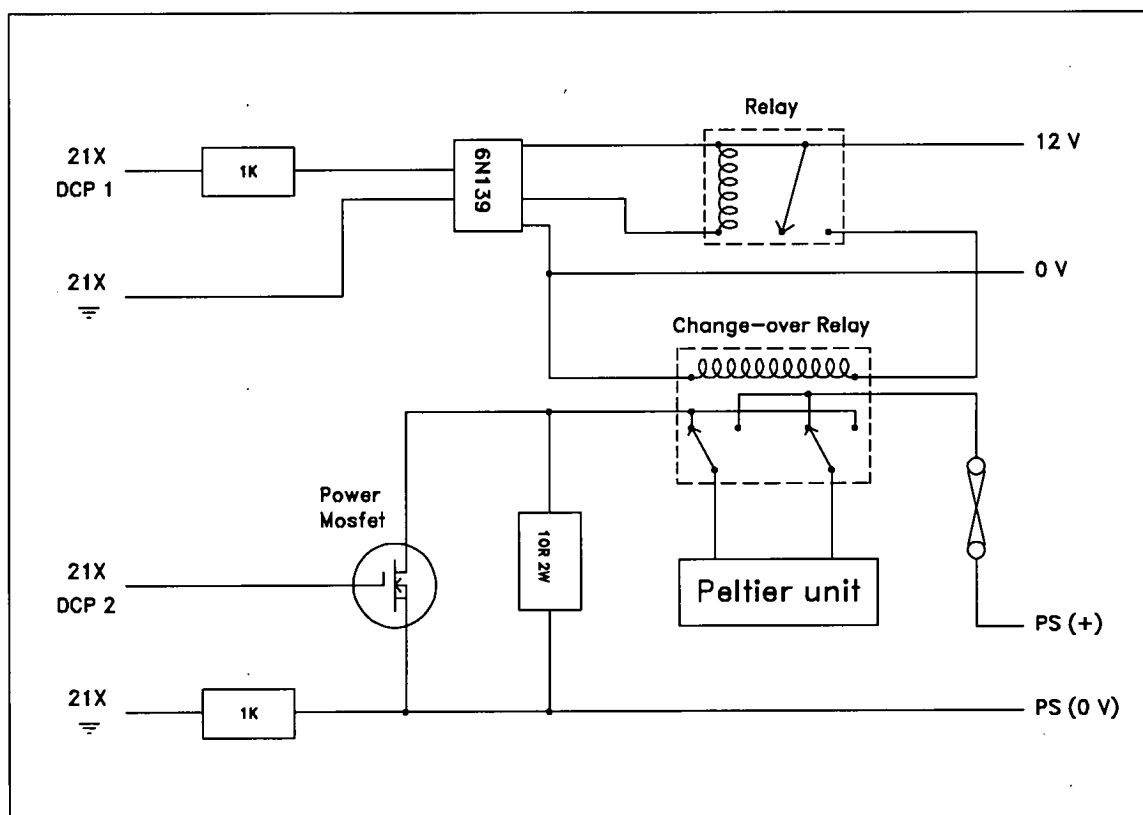 Relay
21X
DCP 1
1K
6N139
12 V
21X
0 V
Change-over Relay
Power
Mosfet
10R 2W
21X
DCP 2
Peltier unit
PS (+)
21X
1K
PS (0 V)